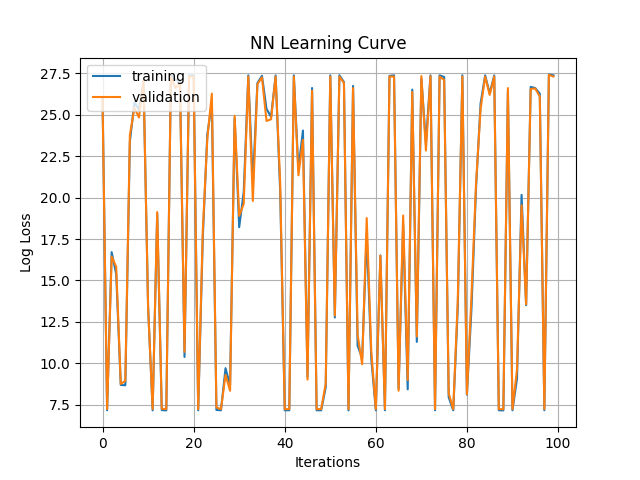 NN Learning Curve
training
validation
Log Loss
27.5
25.0
22.5
20.0
17.5
15.0
12.5
10.0
7.5
0 20 40 60 80 100
Iterations